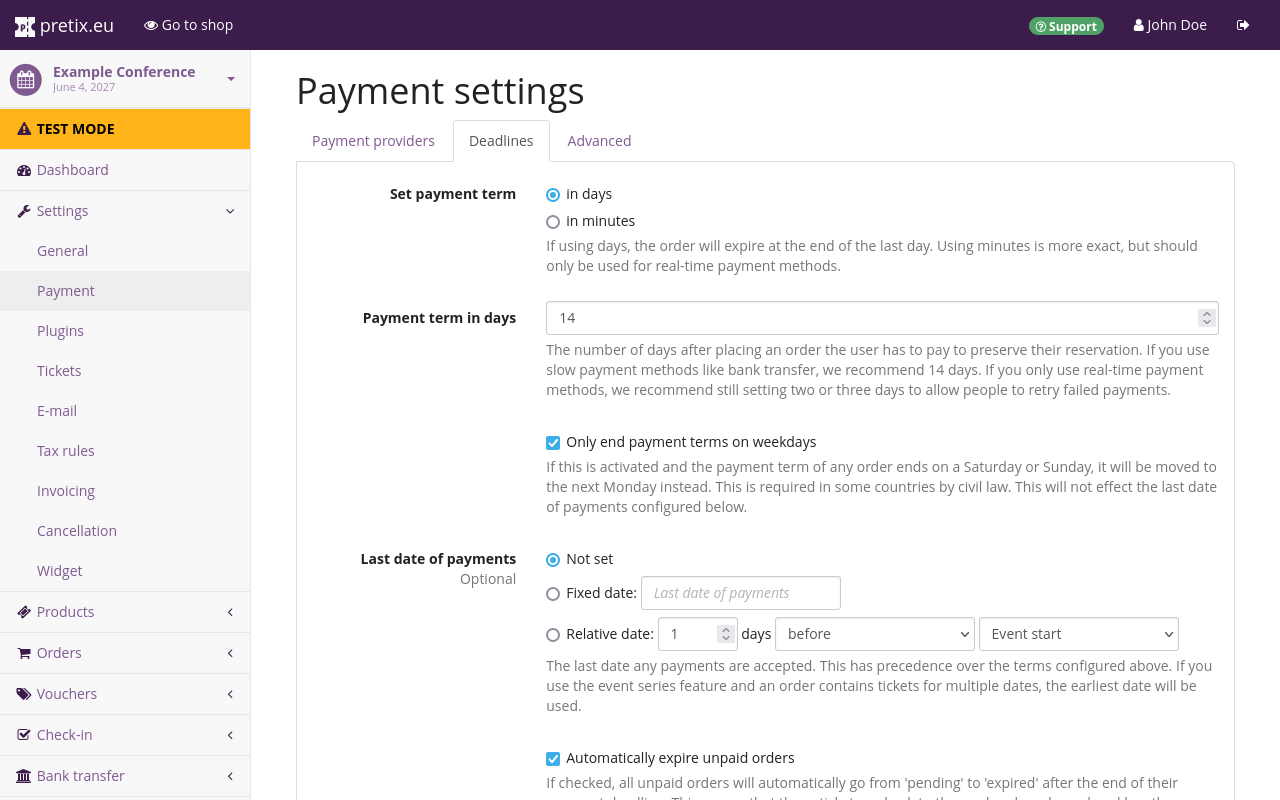 pretix.eu
Go to shop
Support
John Doe
Example Conference
June 4, 2027
TEST MODE
Dashboard
Settings
General
Payment
Plugins
Tickets
E-mail
Tax rules
Invoicing
Cancellation
Widget
Products
Orders
Vouchers
Check-in
Bank transfer
Payment settings
Payment providers
Deadlines
Advanced
Set payment term
in days
in minutes
If using days, the order will expire at the end of the last day. Using minutes is more exact, but should
only be used for real-time payment methods.
Payment term in days
14
The number of days after placing an order the user has to pay to preserve their reservation. If you use
slow payment methods like bank transfer, we recommend 14 days. If you only use real-time payment
methods, we recommend still setting two or three days to allow people to retry failed payments.
Only end payment terms on weekdays
If this is activated and the payment term of any order ends on a Saturday or Sunday, it will be moved to
the next Monday instead. This is required in some countries by civil law. This will not effect the last date
of payments configured below.
Last date of payments
Optional
Not set
Fixed date: Last date of payments
Relative date: 1 days before Event start
The last date any payments are accepted. This has precedence over the terms configured above. If you
use the event series feature and an order contains tickets for multiple dates, the earliest date will be
used.
Automatically expire unpaid orders
If checked, all unpaid orders will automatically go from 'pending' to 'expired' after the end of their